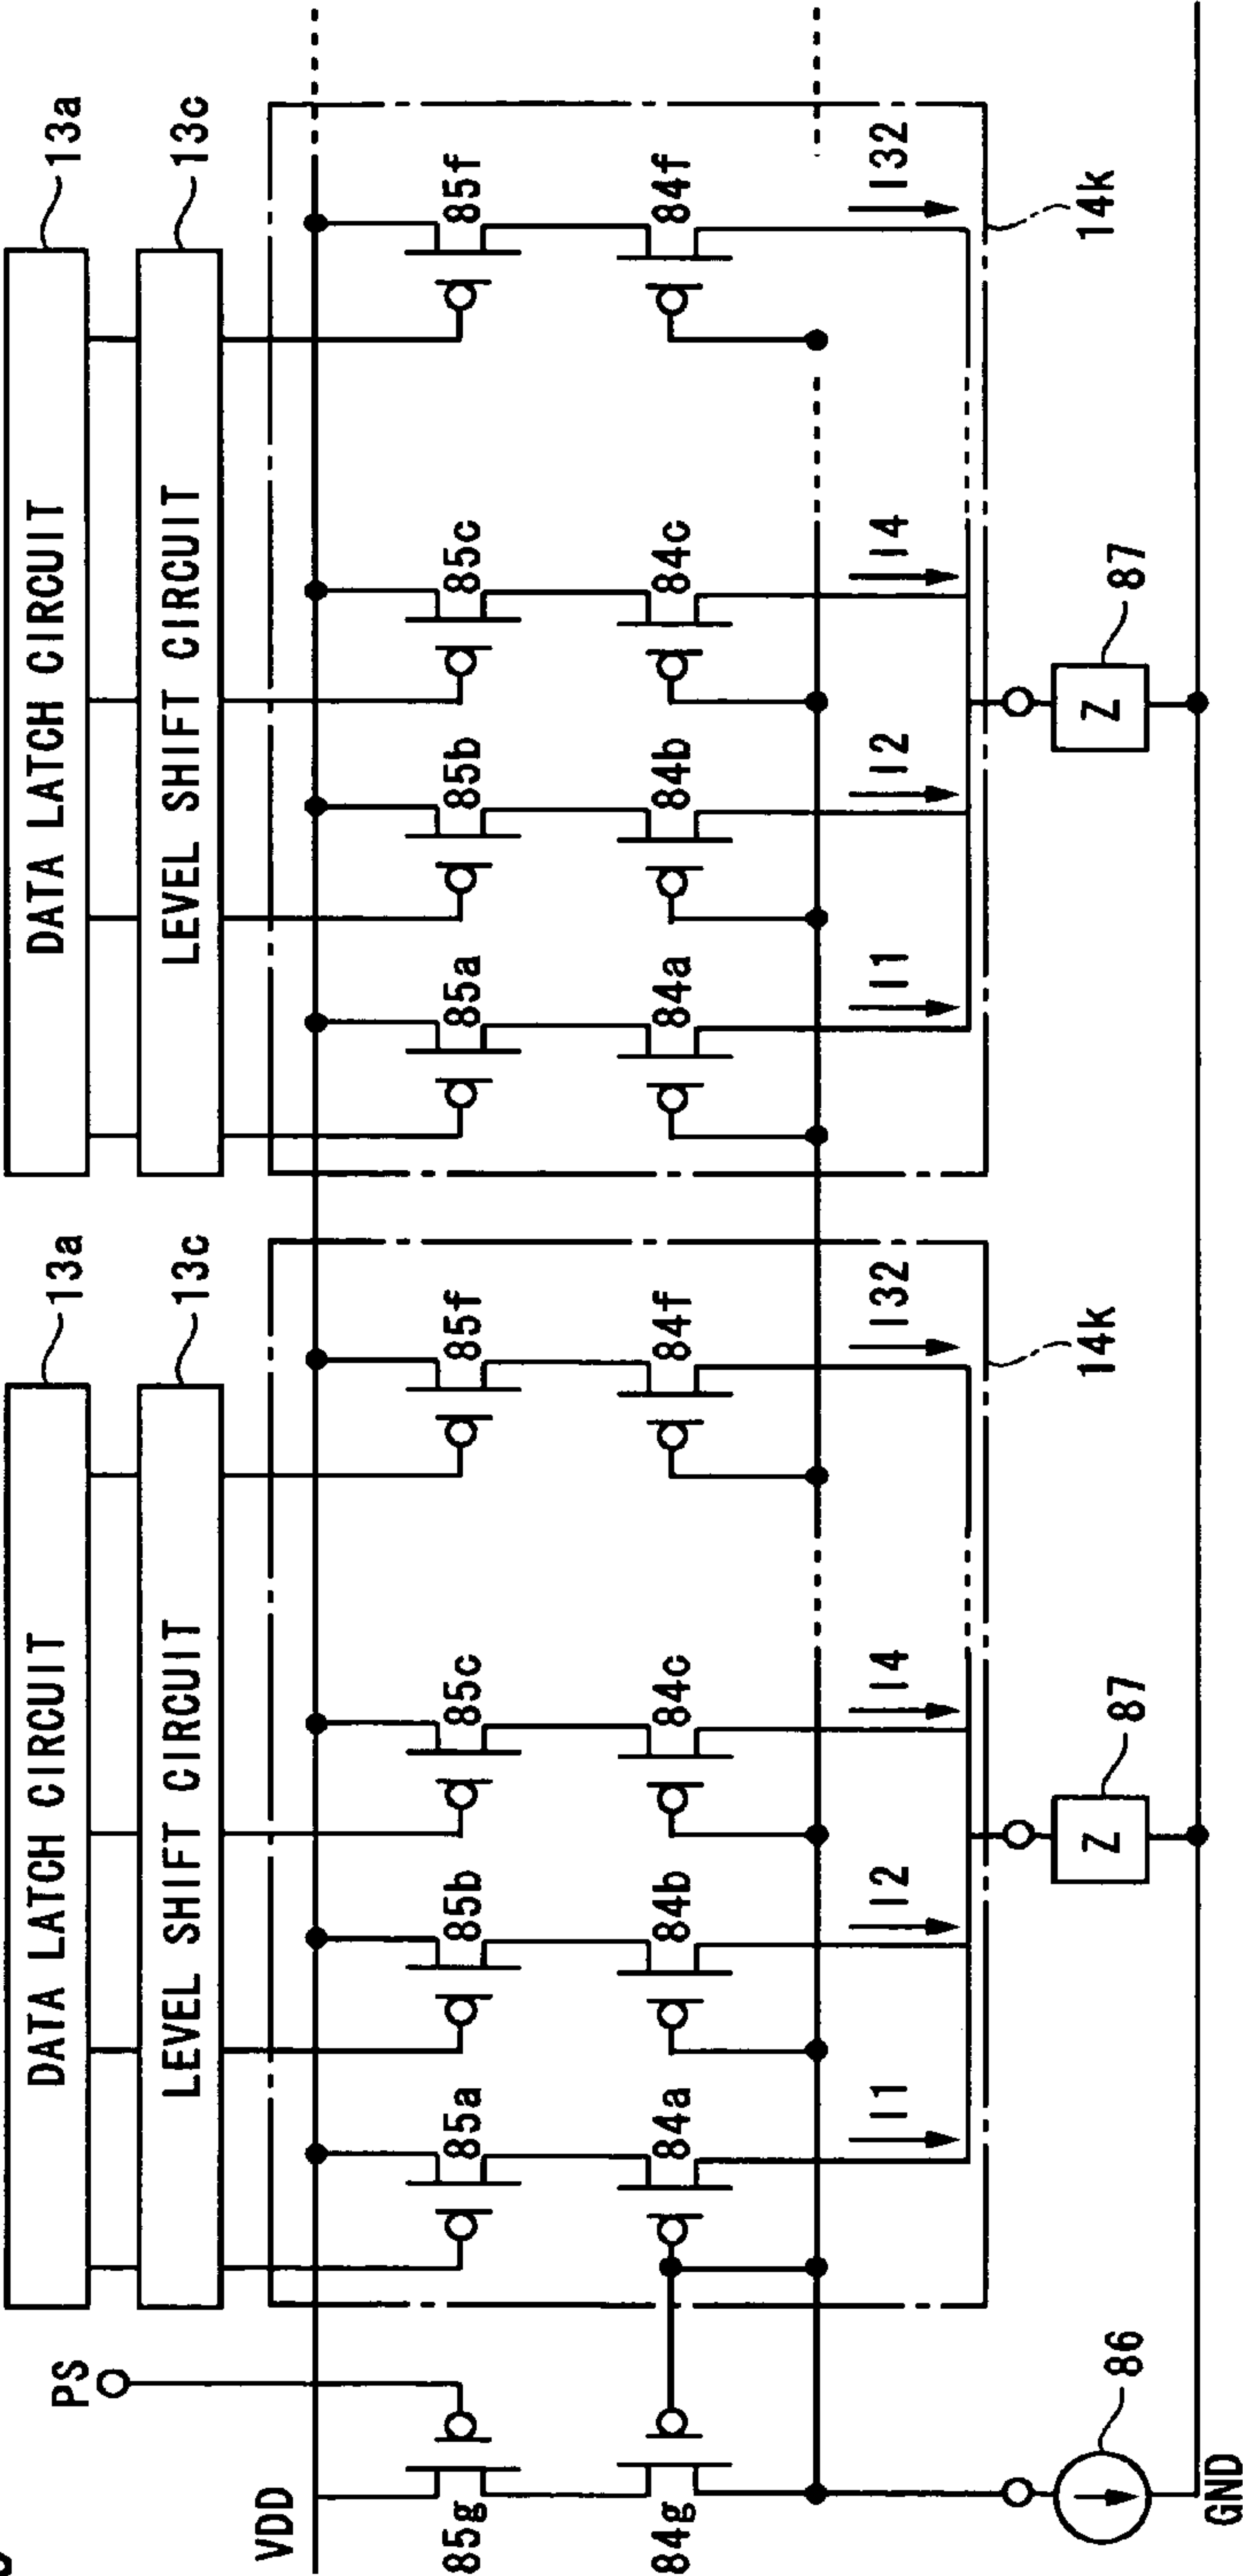 DATA LATCH CIRCUIT
13a
DATA LATCH CIRCUIT
13a
PS
LEVEL SHIFT CIRCUIT
13c
LEVEL SHIFT CIRCUIT
13c
VDD
85g
85a
85b
85c
85f
85a
85b
85c
85f
84g
84a
84b
84c
84f
84a
84b
84c
84f
I1
I2
I4
I32
I1
I2
I4
I32
14k
14k
86
Z
87
Z
87
GND